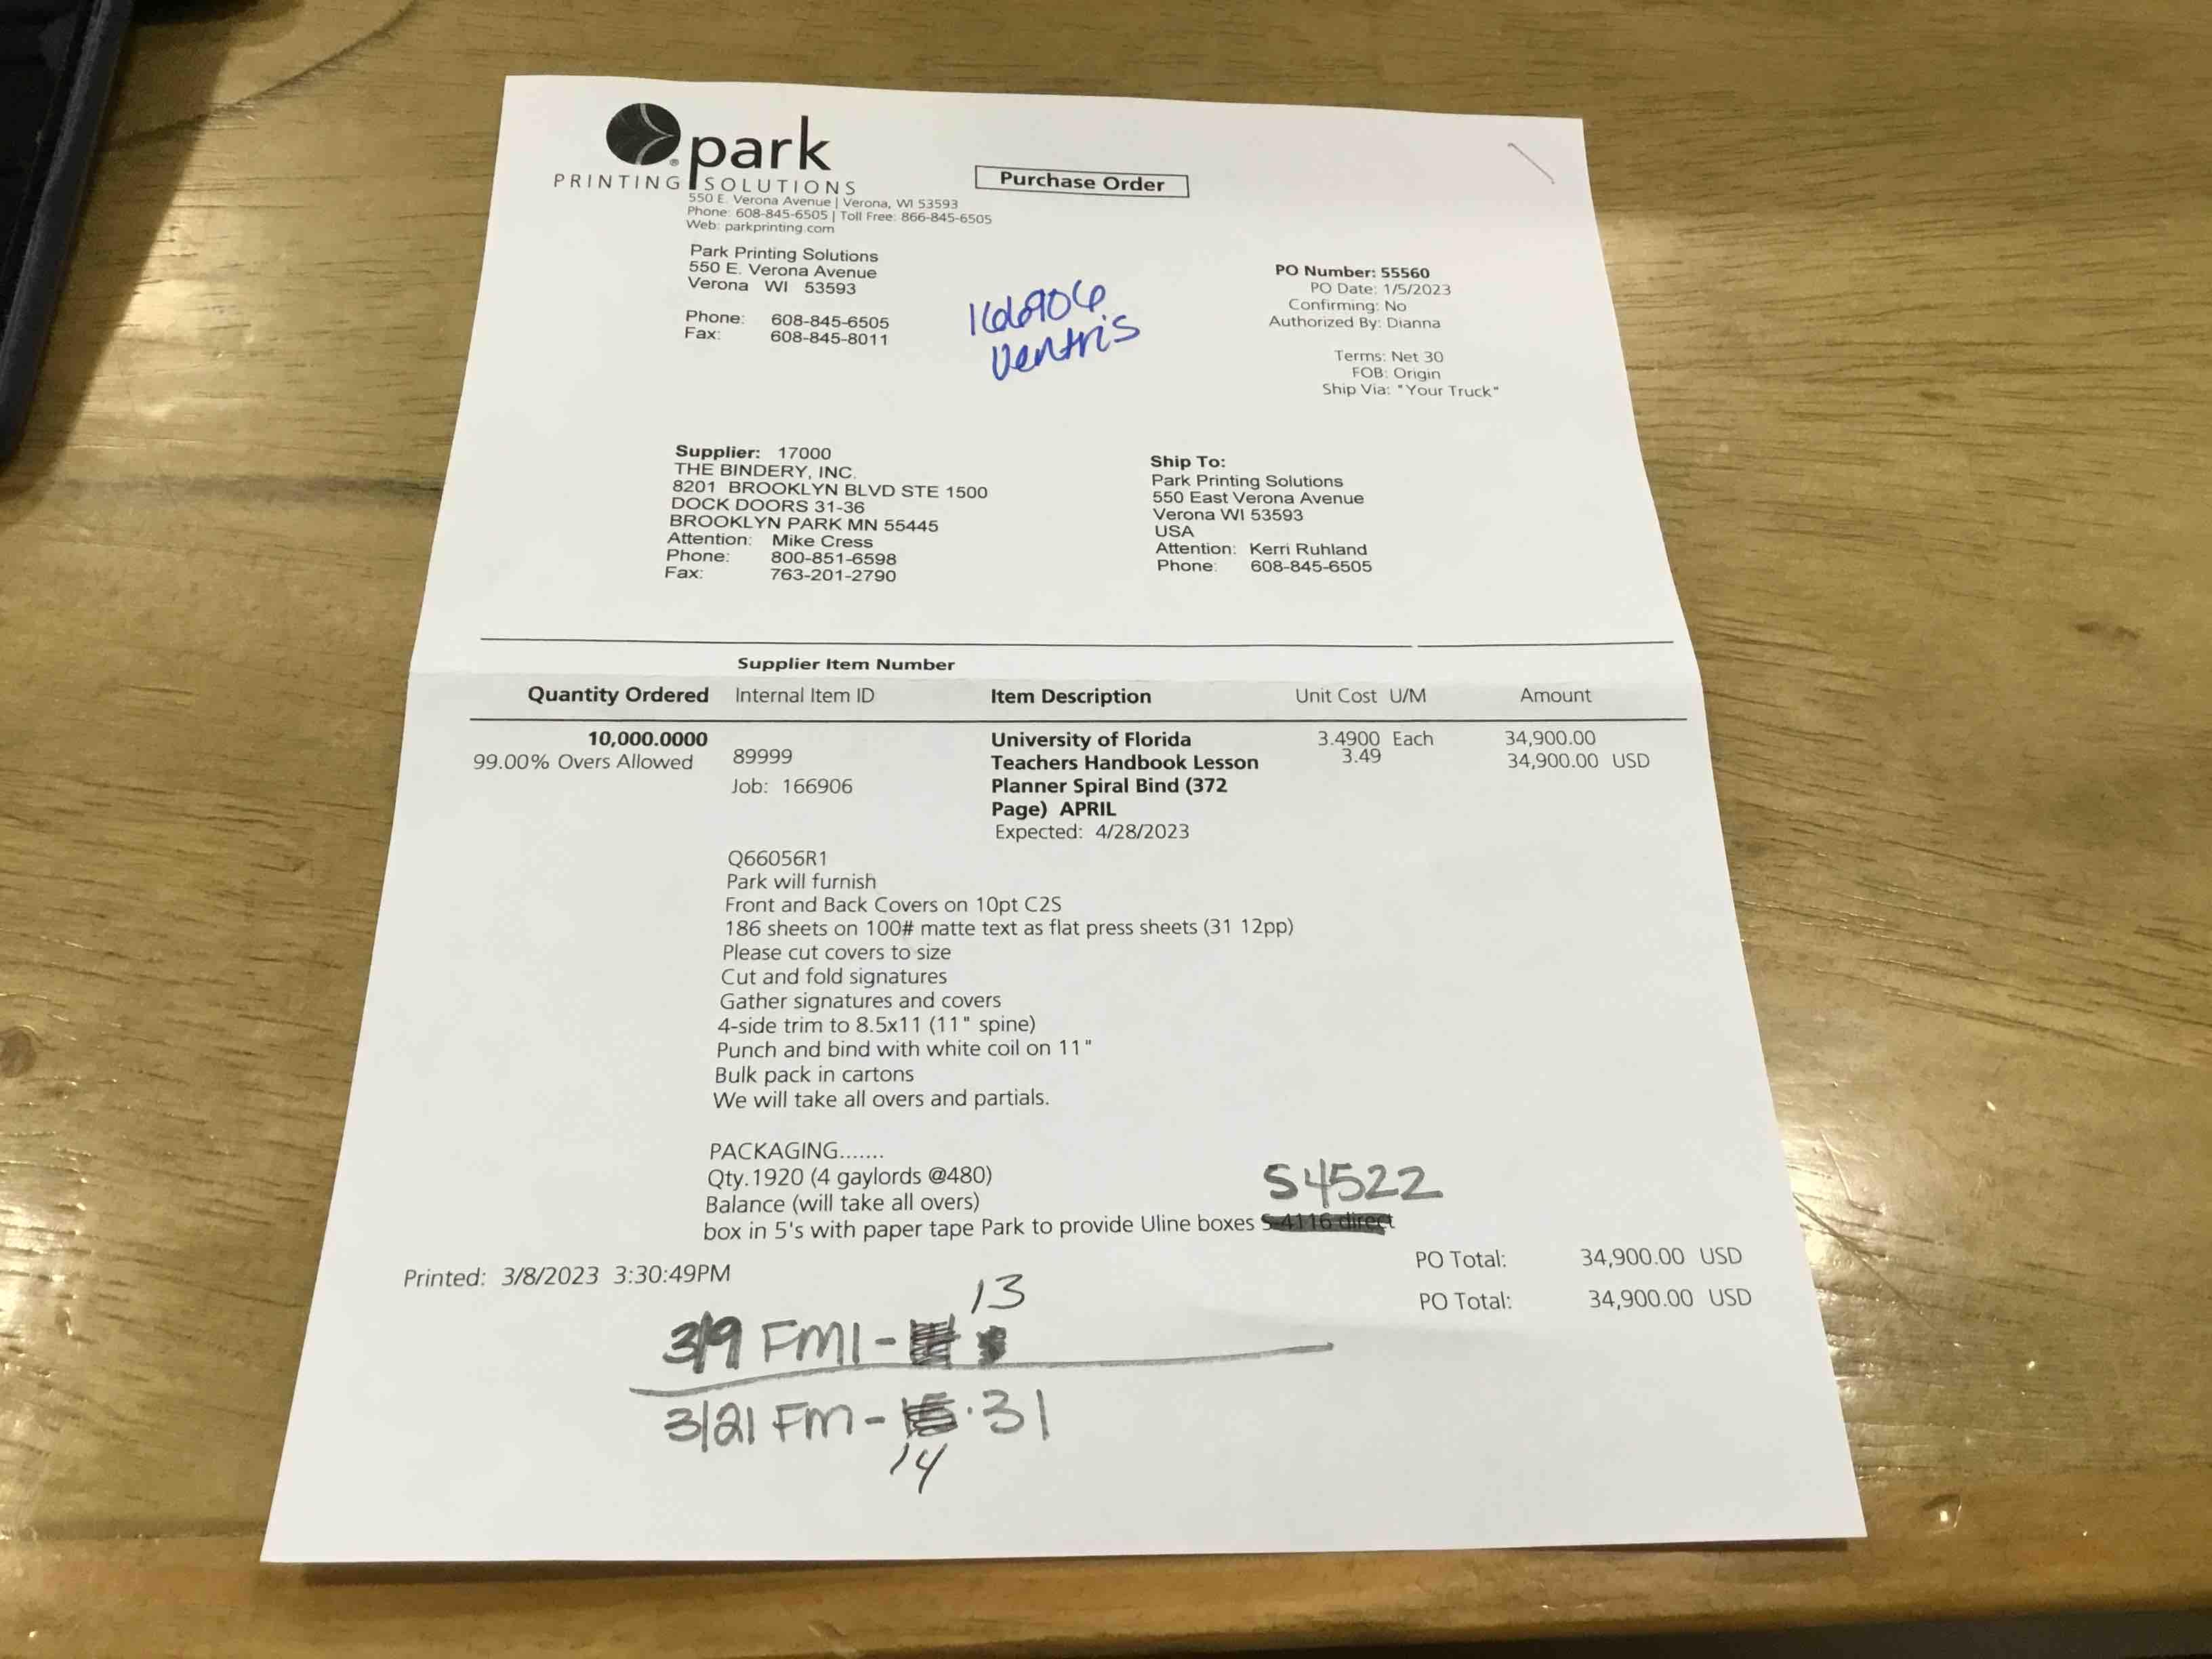 park
PRINTING SOLUTIONS
550 E. Verona Avenue | Verona, WI 53593
Phone: 608-845-6505 | Toll Free: 866-845-6505
Web: parkprinting.com
Purchase Order
Park Printing Solutions
550 E. Verona Avenue
Verona WI 53593
Phone: 608-845-6505
Fax: 608-845-8011
166906
Ventris
PO Number: 55560
PO Date: 1/5/2023
Confirming: No
Authorized By: Dianna
Terms: Net 30
FOB: Origin
Ship Via: "Your Truck"
Supplier: 17000
THE BINDERY, INC.
8201 BROOKLYN BLVD STE 1500
DOCK DOORS 31-36
BROOKLYN PARK MN 55445
Attention: Mike Cress
Phone: 800-851-6598
Fax: 763-201-2790
Ship To:
Park Printing Solutions
550 East Verona Avenue
Verona WI 53593
USA
Attention: Kerri Ruhland
Phone: 608-845-6505
Supplier Item Number
Quantity Ordered Internal Item ID Item Description Unit Cost U/M Amount
10,000.0000 University of Florida 3.4900 Each 34,900.00
99.00% Overs Allowed 89999 Teachers Handbook Lesson 3.49 34,900.00 USD
Job: 166906 Planner Spiral Bind (372
Page) APRIL
Expected: 4/28/2023
Q66056R1
Park will furnish
Front and Back Covers on 10pt C2S
186 sheets on 100# matte text as flat press sheets (31 12pp)
Please cut covers to size
Cut and fold signatures
Gather signatures and covers
4-side trim to 8.5x11 (11" spine)
Punch and bind with white coil on 11"
Bulk pack in cartons
We will take all overs and partials.
PACKAGING.......
Qty.1920 (4 gaylords @480)
Balance (will take all overs)
S4522
box in 5's with paper tape Park to provide Uline boxes S-4116 direct
PO Total: 34,900.00 USD
Printed: 3/8/2023 3:30:49PM
PO Total: 34,900.00 USD
13
3/9 FM1-
3/21 FM- .31
14